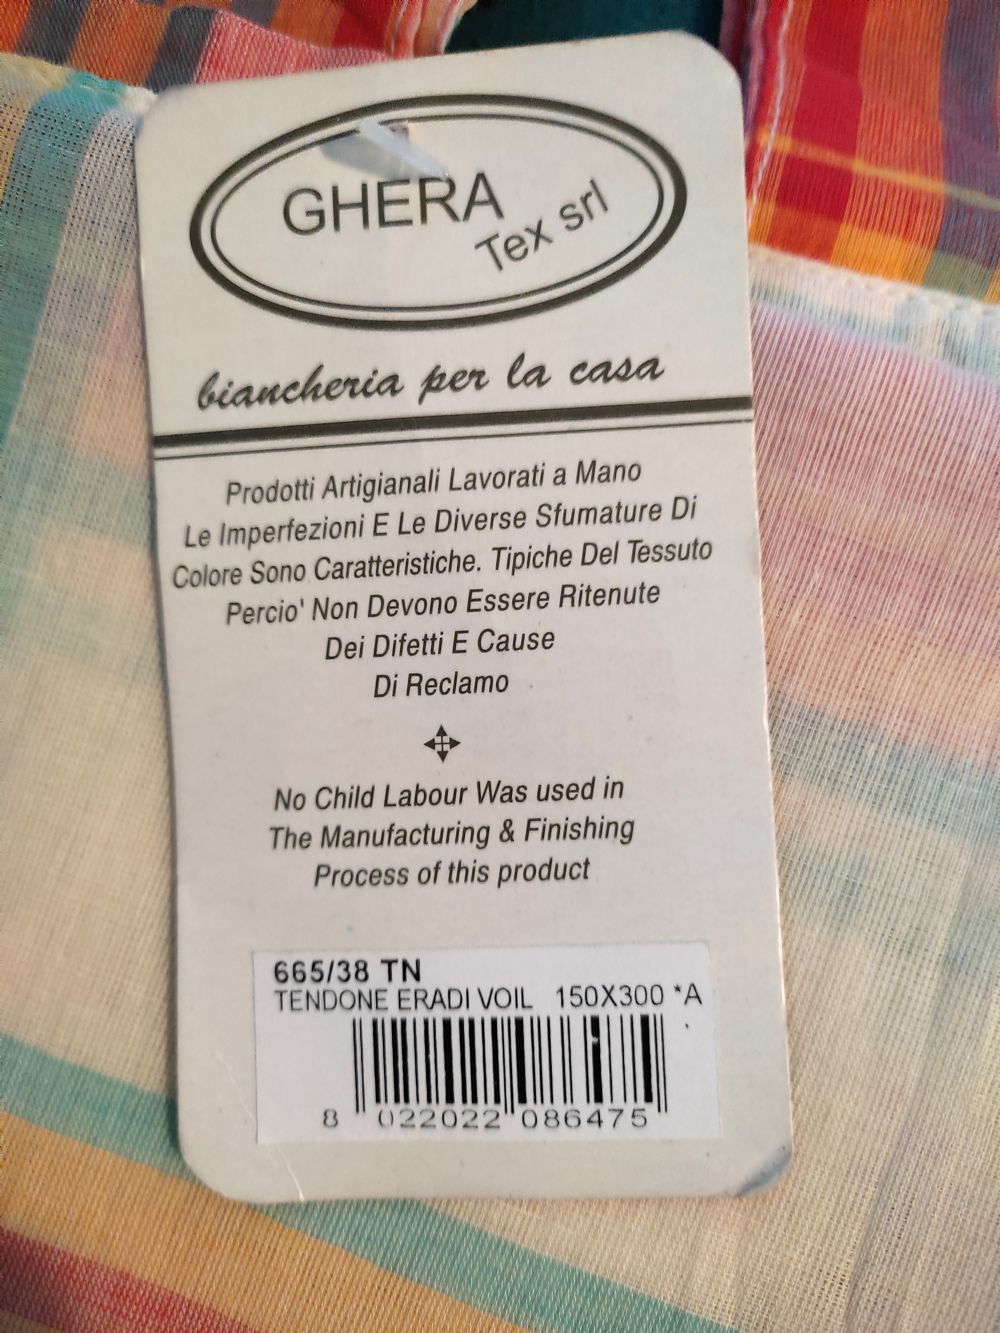 GHERA
Tex srl
biancheria per la casa
Prodotti Artigianali Lavorati a Mano
Le Imperfezioni E Le Diverse Sfumature Di
Colore Sono Caratteristiche. Tipiche Del Tessuto
Percio' Non Devono Essere Ritenute
Dei Difetti E Cause
Di Reclamo
No Child Labour Was used in
The Manufacturing & Finishing
Process of this product
665/38 TN
TENDONE ERADI VOIL 150X300 *A
8 022022 086475